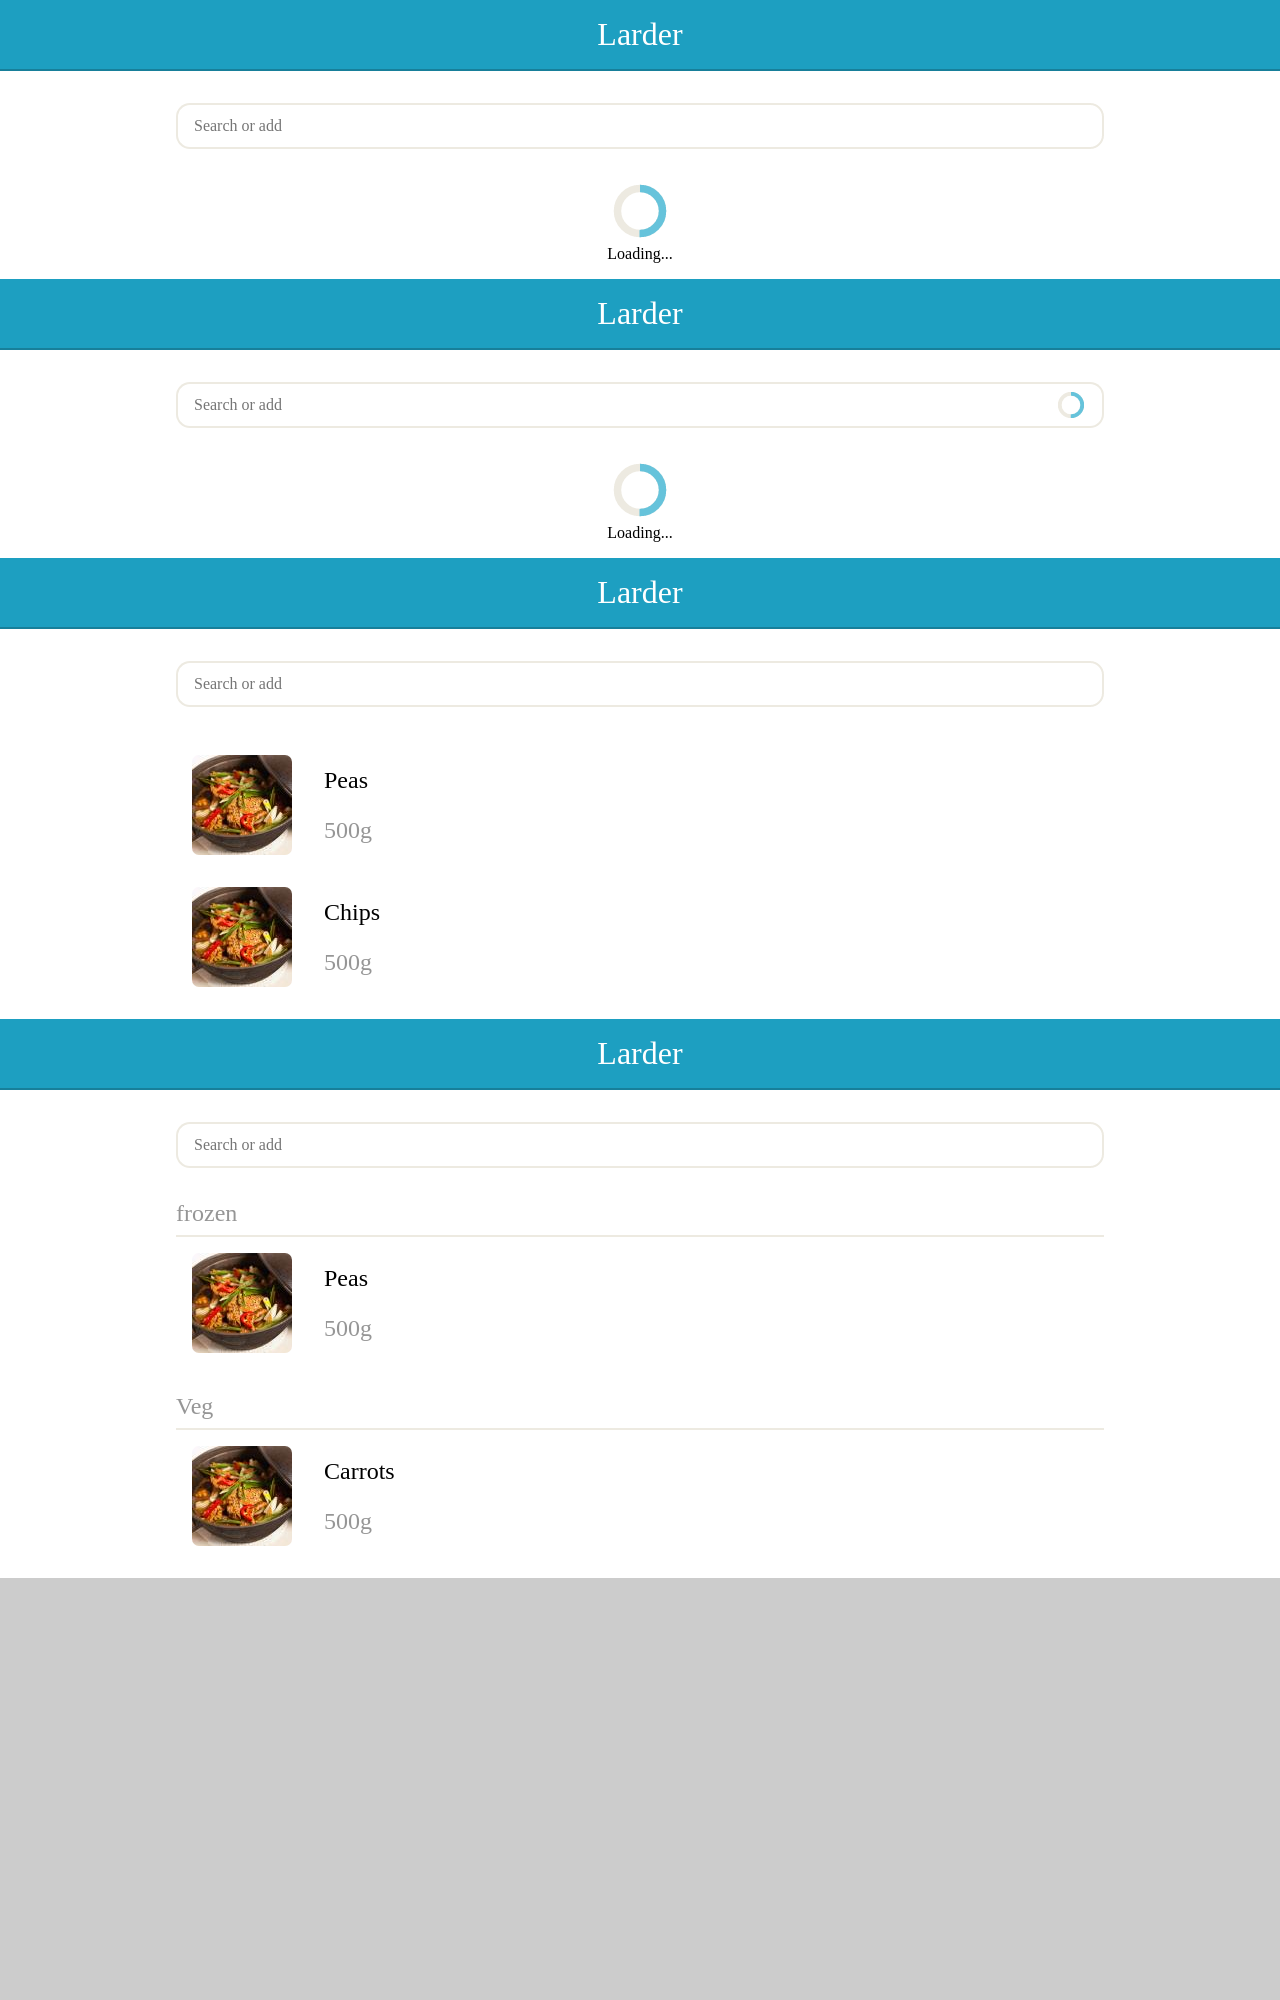 Larder
Search or add
Loading...
Larder
Search or add
Loading...
Larder
Search or add
Peas
500g
Chips
500g
Larder
Search or add
frozen
Peas
500g
Veg
Carrots
500g